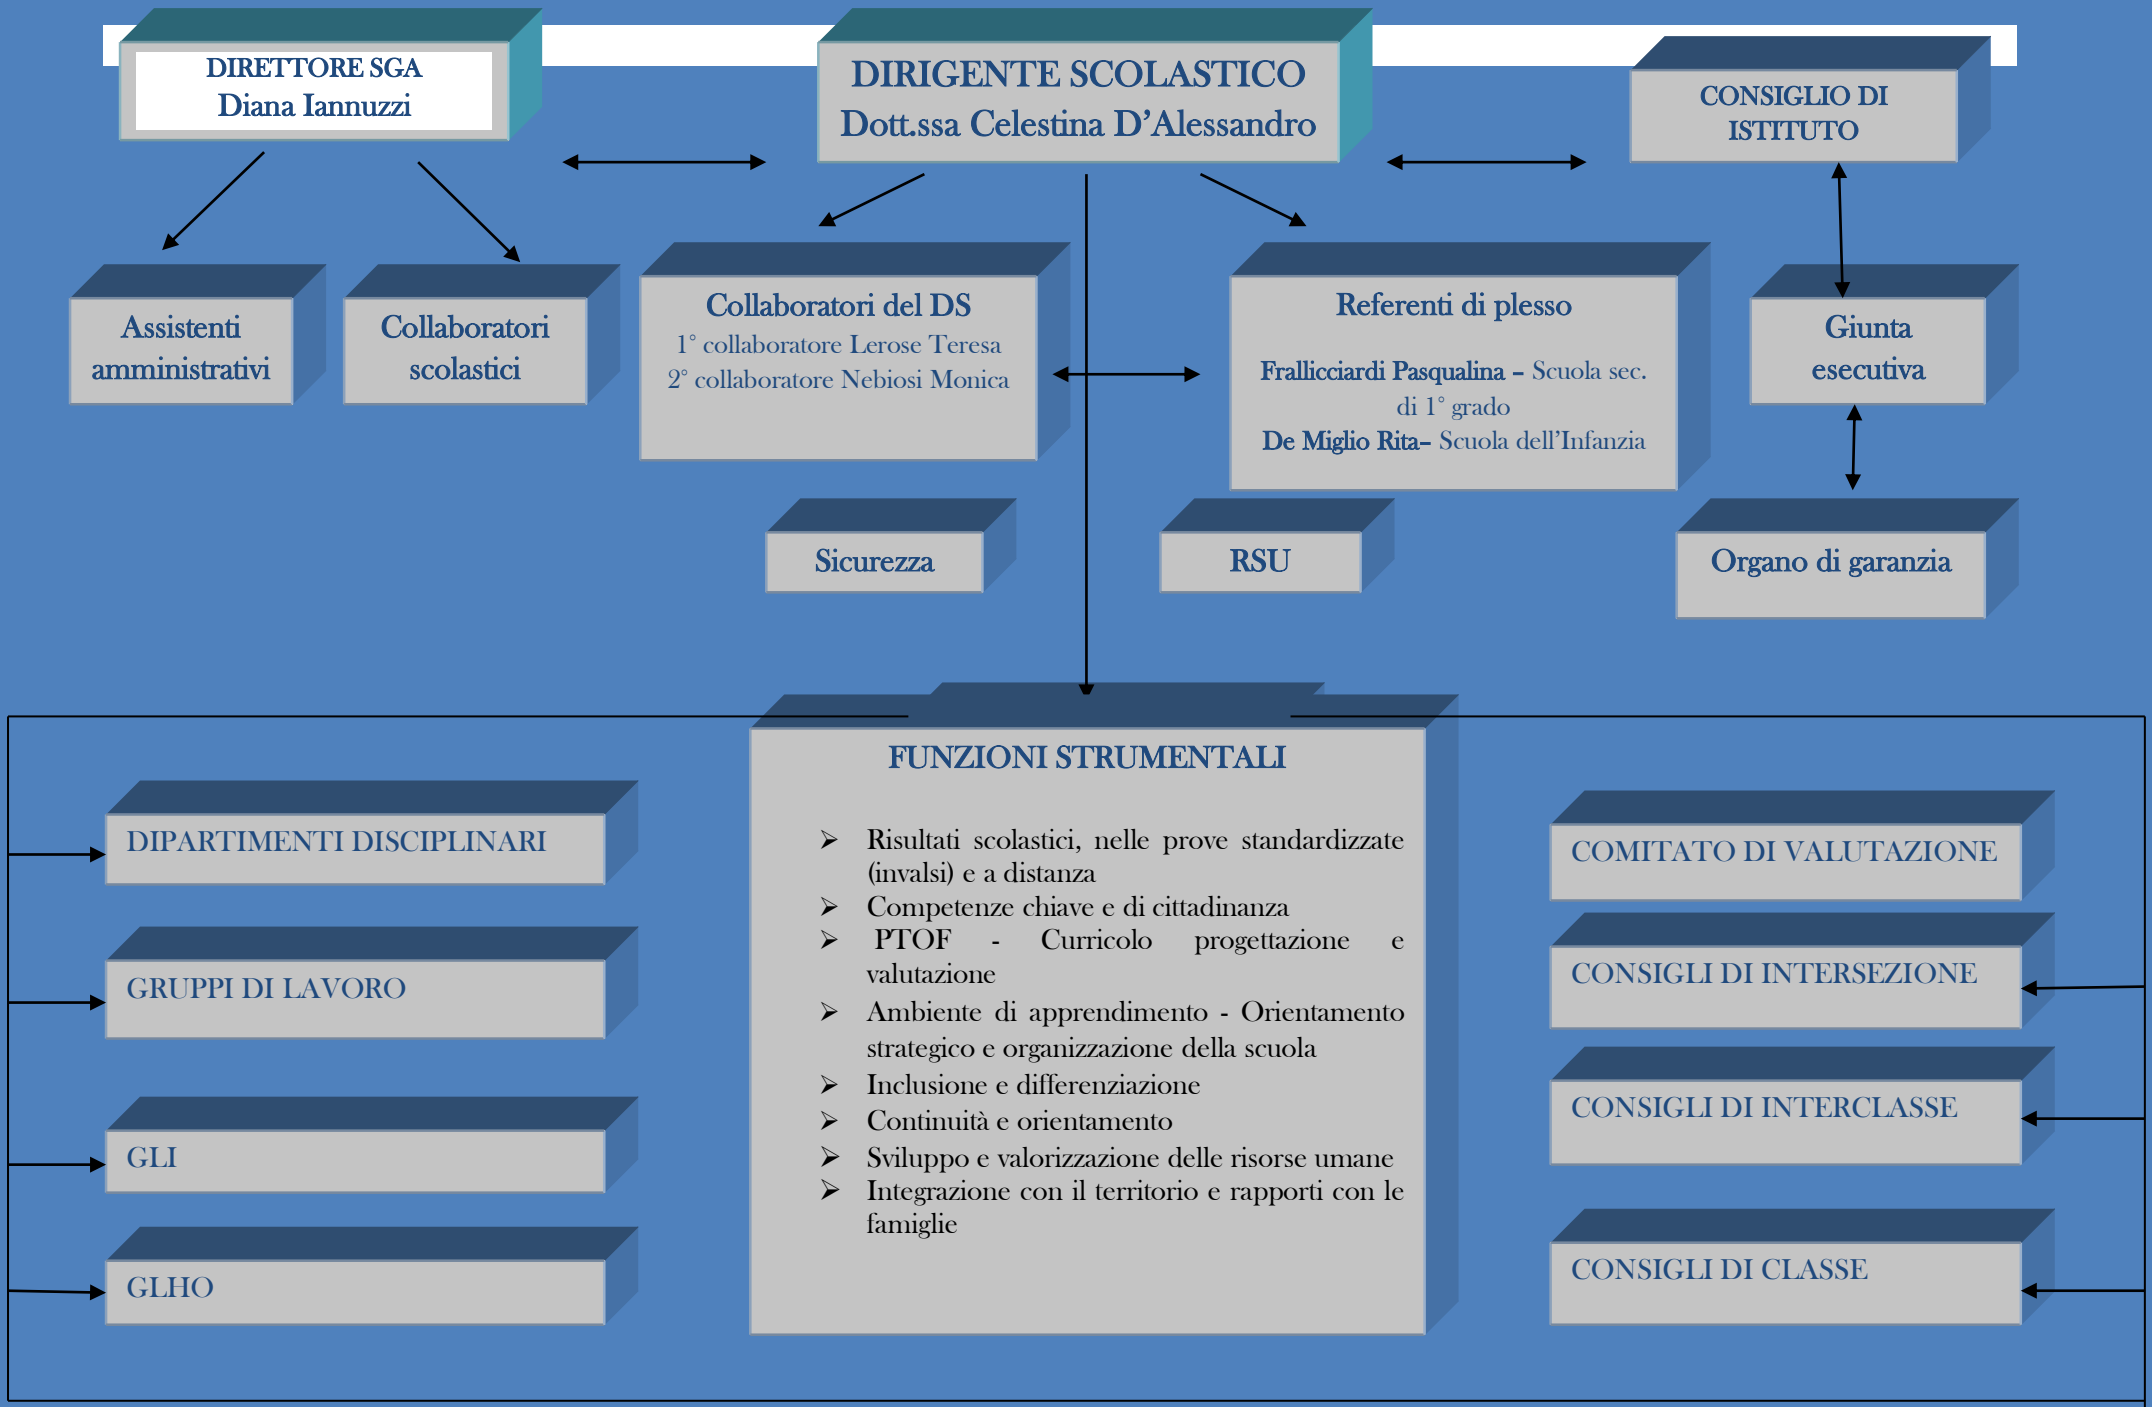 DIRETTORE SGA
Diana Iannuzzi
DIRIGENTE SCOLASTICO
Dott.ssa Celestina D'Alessandro
CONSIGLIO DI
ISTITUTO
Assistenti
amministrativi
Collaboratori
scolastici
Collaboratori del DS
1° collaboratore Lerose Teresa
2° collaboratore Nebiosi Monica
Referenti di plesso
Frallicciardi Pasqualina – Scuola sec.
di 1° grado
De Miglio Rita– Scuola dell'Infanzia
Giunta
esecutiva
Sicurezza
RSU
Organo di garanzia
FUNZIONI STRUMENTALI
➢ Risultati scolastici, nelle prove standardizzate
(invalsi) e a distanza
➢ Competenze chiave e di cittadinanza
➢ PTOF - Curricolo progettazione e
valutazione
➢ Ambiente di apprendimento - Orientamento
strategico e organizzazione della scuola
➢ Inclusione e differenziazione
➢ Continuità e orientamento
➢ Sviluppo e valorizzazione delle risorse umane
➢ Integrazione con il territorio e rapporti con le
famiglie
DIPARTIMENTI DISCIPLINARI
GRUPPI DI LAVORO
GLI
GLHO
COMITATO DI VALUTAZIONE
CONSIGLI DI INTERSEZIONE
CONSIGLI DI INTERCLASSE
CONSIGLI DI CLASSE